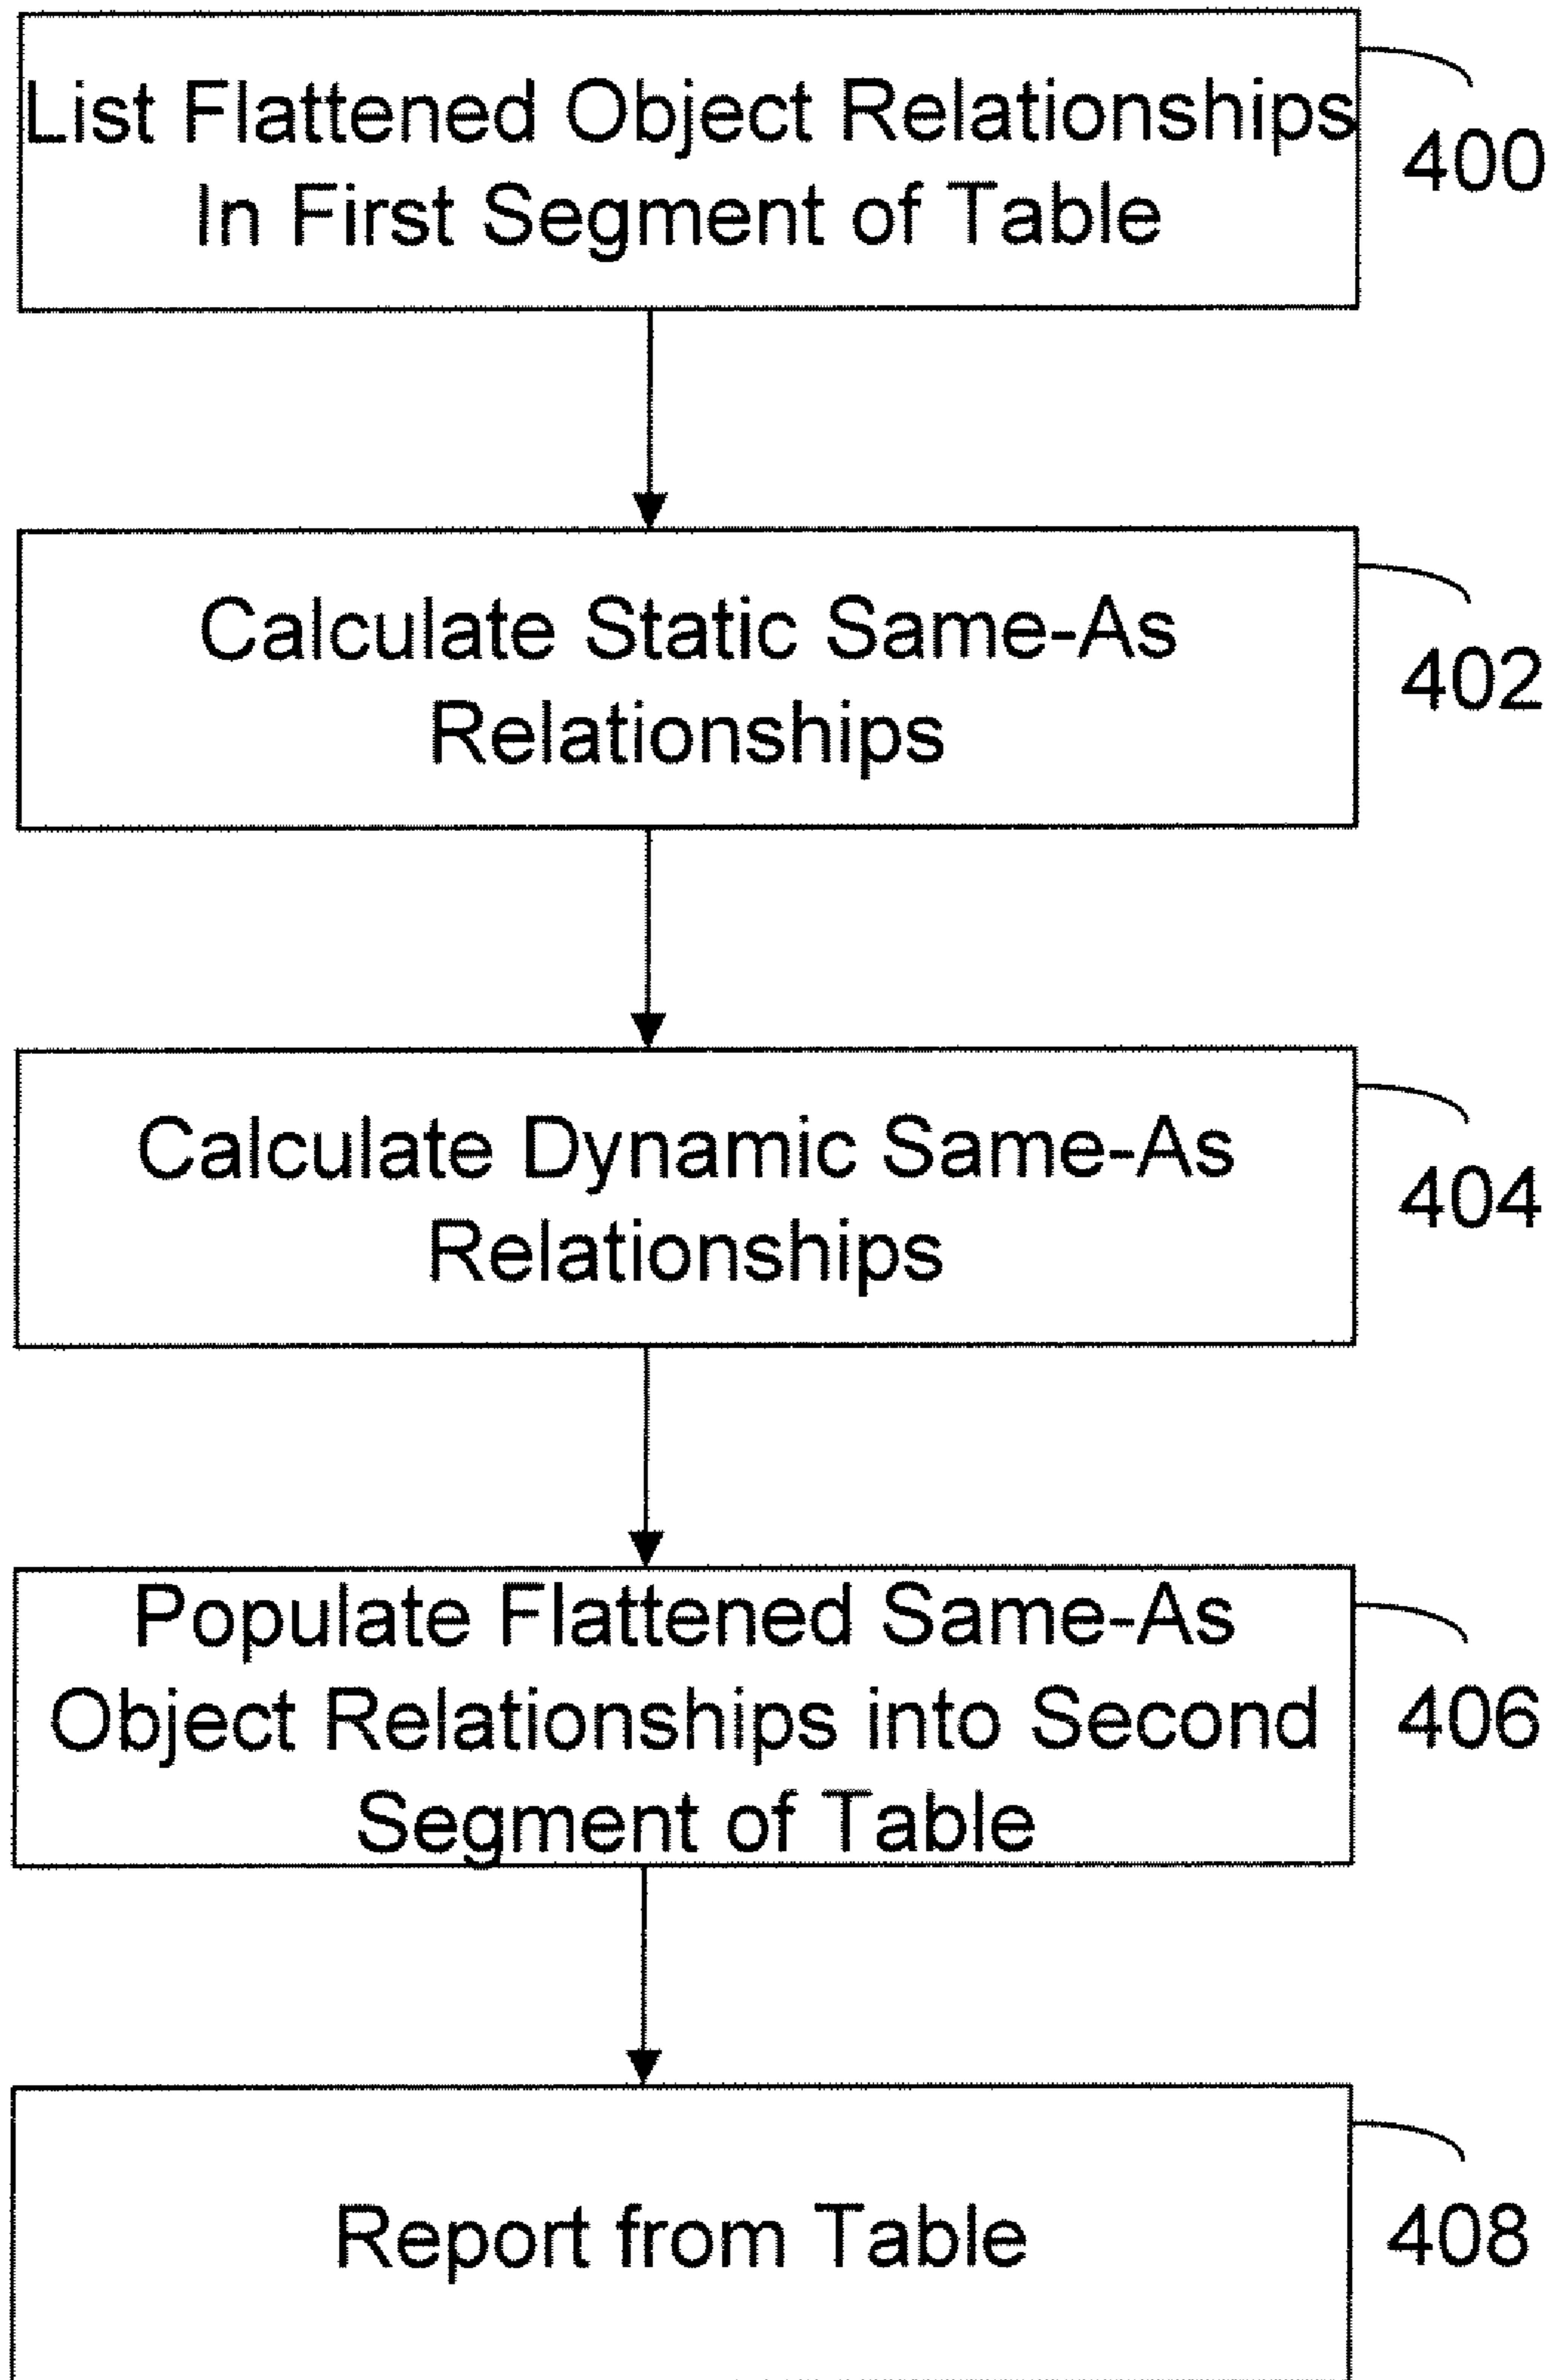 List Flattened Object Relationships
In First Segment of Table
400
Calculate Static Same-As
Relationships
402
Calculate Dynamic Same-As
Relationships
404
Populate Flattened Same-As
Object Relationships into Second
Segment of Table
406
Report from Table
408